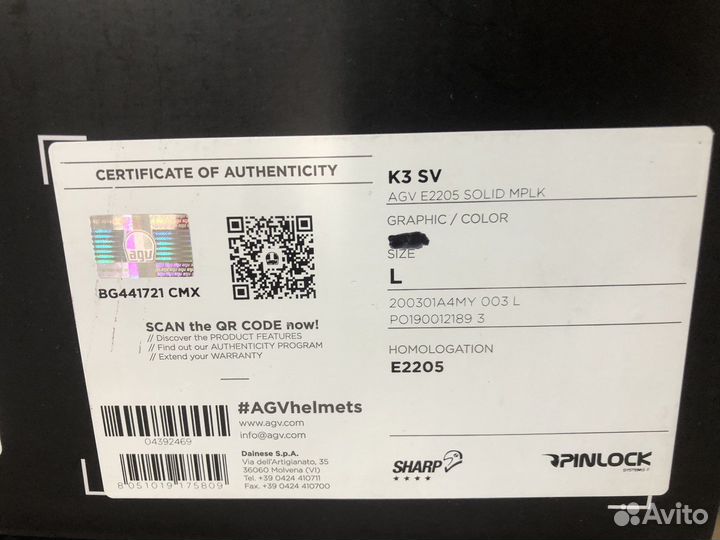 CERTIFICATE OF AUTHENTICITY
agv
BG441721 CMX
SCAN the QR CODE now!
// Discover the PRODUCT FEATURES
// Find out our AUTHENTICITY PROGRAM
// Extend your WARRANTY
#AGVhelmets
www.agv.com
info@agv.com
04392469
8 051019 175809
Dainese S.p.A.
Via dell'Artigianato, 35
36060 Molvena (VI)
Tel. +39 0424 410711
Fax. +39 0424 410700
K3 SV
AGV E2205 SOLID MPLK
GRAPHIC / COLOR
SIZE
L
200301A4MY 003 L
PO190012189 3
HOMOLOGATION
E2205
SHARP
PINLOCK
Avito